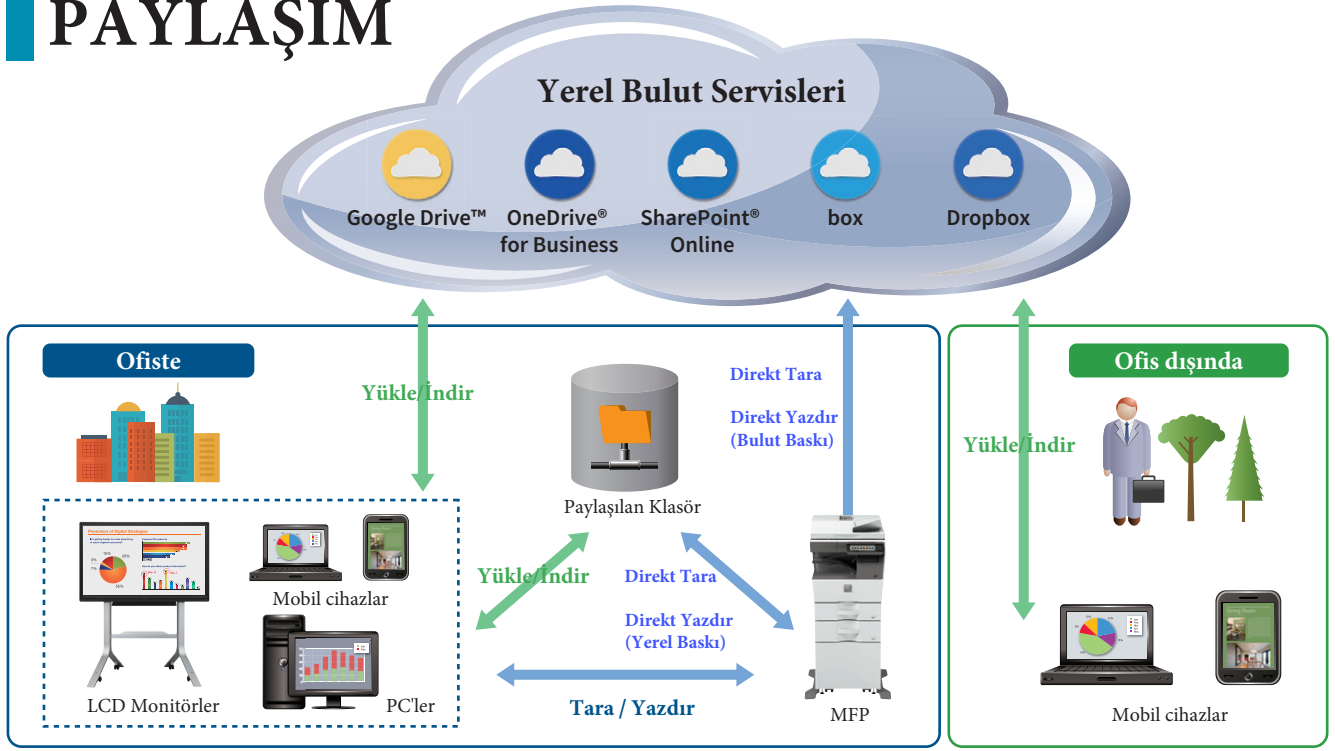 PAYLAŞIM
Yerel Bulut Servisleri
Google Drive™
OneDrive®
for Business
SharePoint®
Online
box
Dropbox
Ofiste
Yükle/İndir
Direkt Tara
Direkt Yazdır
(Bulut Baskı)
Paylaşılan Klasör
Mobil cihazlar
LCD Monitörler
PC'ler
Yükle/İndir
Direkt Tara
Direkt Yazdır
(Yerel Baskı)
Tara / Yazdır
MFP
Ofis dışında
Yükle/İndir
Mobil cihazlar